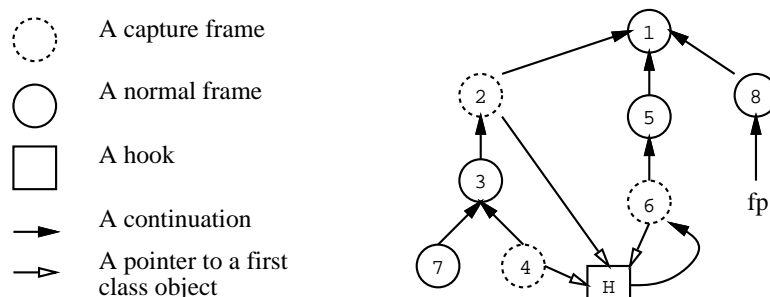 A capture frame
A normal frame
A hook
A continuation
A pointer to a first
class object
1
2
5
8
3
6
fp
7
4
H